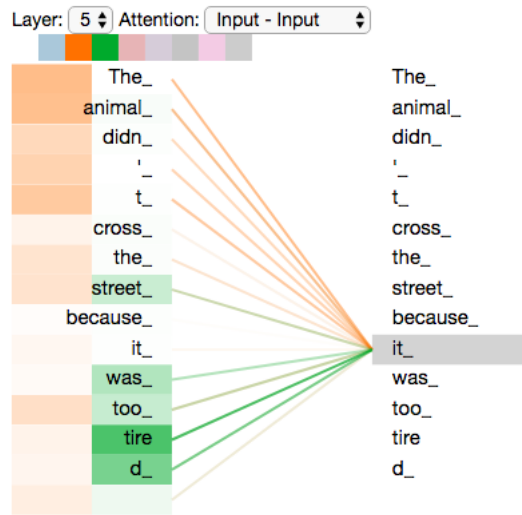 Layer: 5 Attention: Input - Input
The_ The_
animal_ animal_
didn_ didn_
'_ '_
t_ t_
cross_ cross_
the_ the_
street_ street_
because_ because_
it_ it_
was_ was_
too_ too_
tire tire
d_ d_